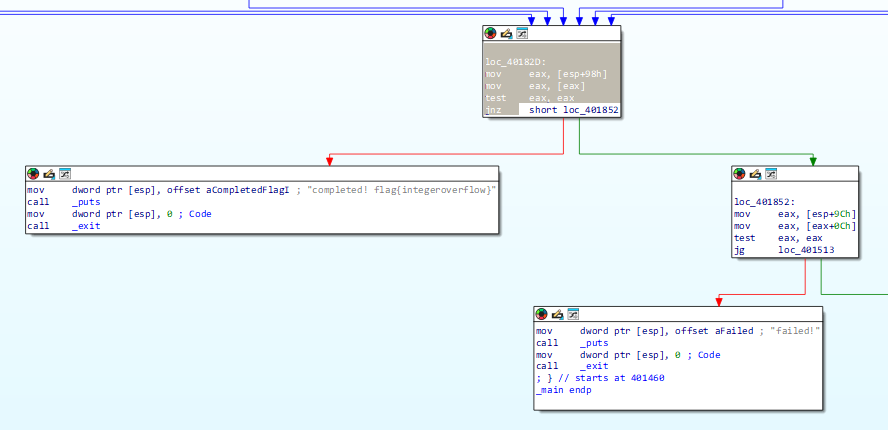 loc_40182D:
mov eax, [esp+98h]
mov eax, [eax]
test eax, eax
jnz short loc_401852
mov dword ptr [esp], offset aCompletedFlagI ; "completed! flag{integeroverflow}"
call _puts
mov dword ptr [esp], 0 ; Code
call _exit
loc_401852:
mov eax, [esp+9Ch]
mov eax, [eax+0Ch]
test eax, eax
jg loc_401513
mov dword ptr [esp], offset aFailed ; "failed!"
call _puts
mov dword ptr [esp], 0 ; Code
call _exit
; } // starts at 401460
_main endp